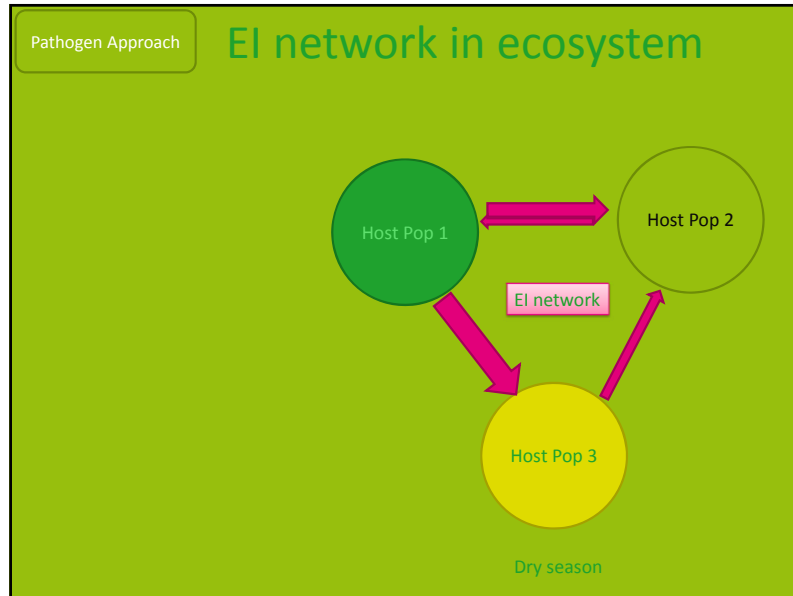 Pathogen Approach
EI network in ecosystem
Host Pop 1
Host Pop 2
EI network
Host Pop 3
Dry season